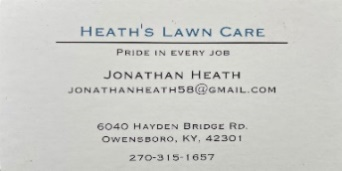 Heath's Lawn Care
Pride in every job
Jonathan Heath
jonathanheath58@gmail.com
6040 Hayden Bridge Rd.
Owensboro, KY, 42301
270-315-1657